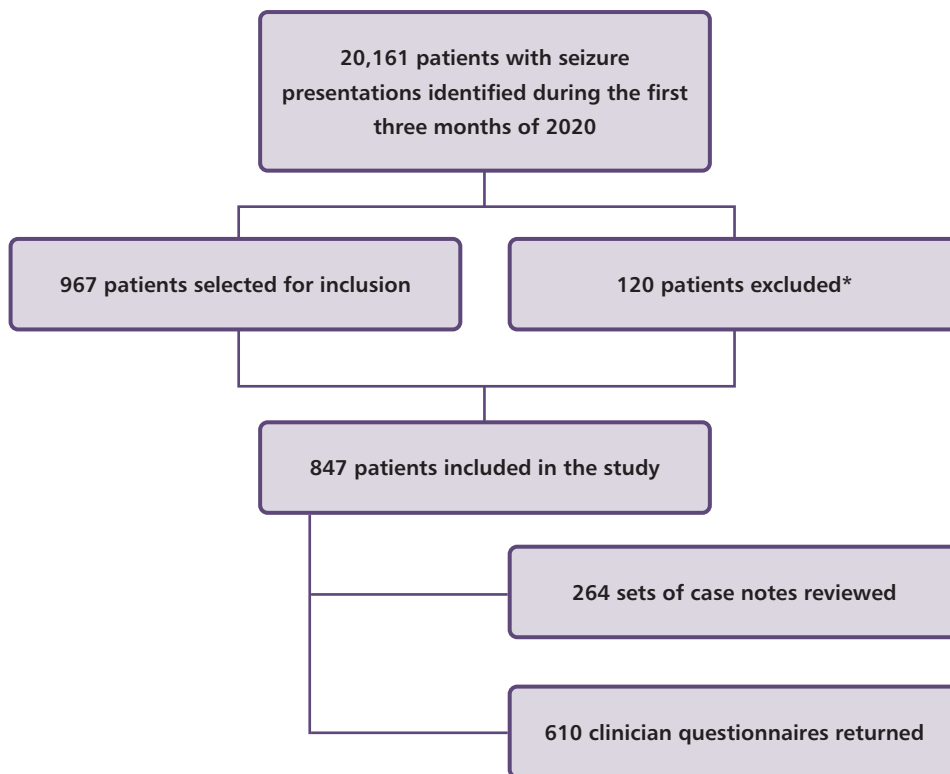 20,161 patients with seizure
presentations identified during the first
three months of 2020
967 patients selected for inclusion
120 patients excluded*
847 patients included in the study
264 sets of case notes reviewed
610 clinician questionnaires returned